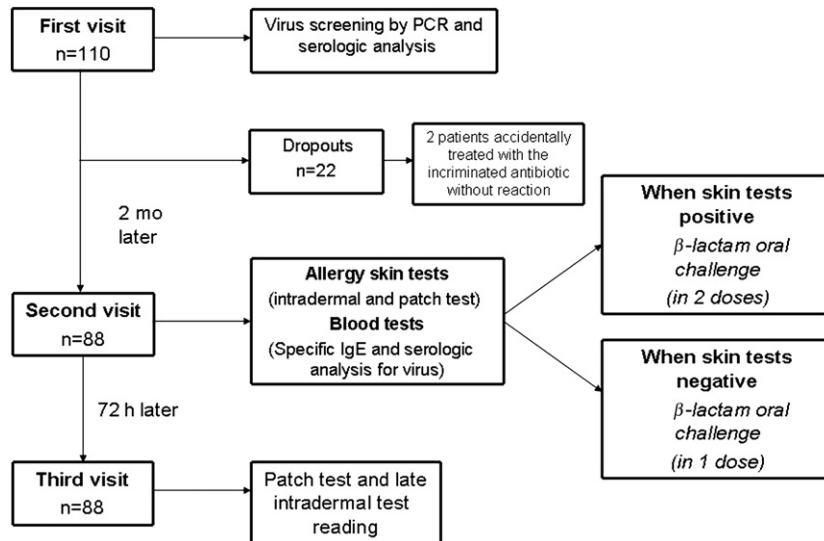 First visit
n=110
Virus screening by PCR and
serologic analysis
Dropouts
n=22
2 patients accidentally
treated with the
incriminated antibiotic
without reaction
2 mo
later
Second visit
n=88
Allergy skin tests
(intradermal and patch test)
Blood tests
(Specific IgE and serologic
analysis for virus)
When skin tests
positive
β-lactam oral
challenge
(in 2 doses)
When skin tests
negative
β-lactam oral
challenge
(in 1 dose)
72 h later
Third visit
n=88
Patch test and late
intradermal test
reading